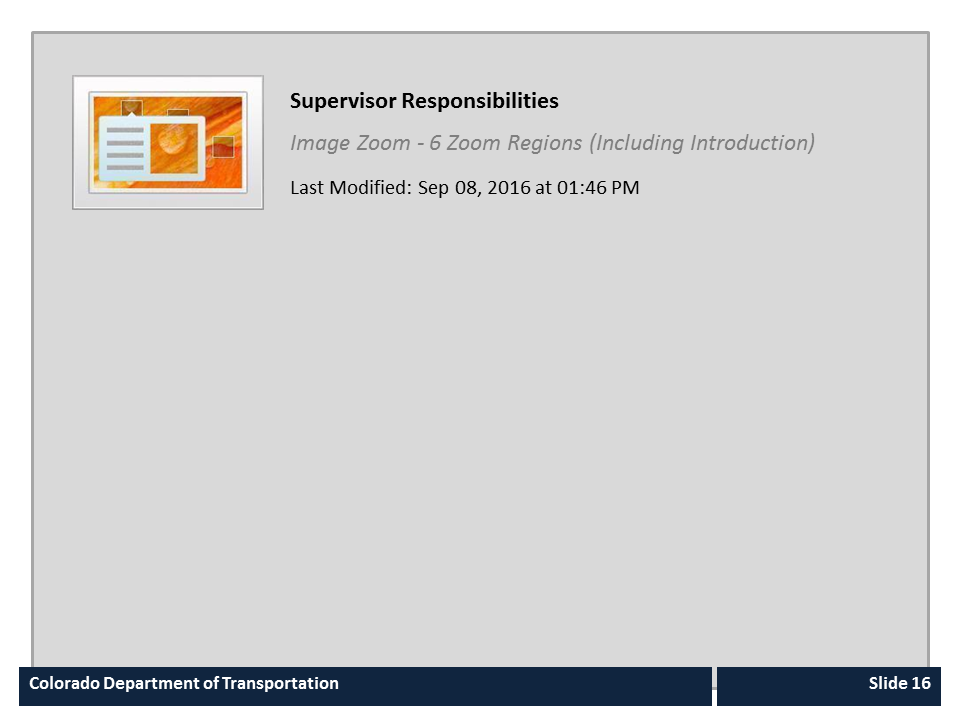 Supervisor Responsibilities
Image Zoom - 6 Zoom Regions (Including Introduction)
Last Modified: Sep 08, 2016 at 01:46 PM
Colorado Department of Transportation
Slide 16